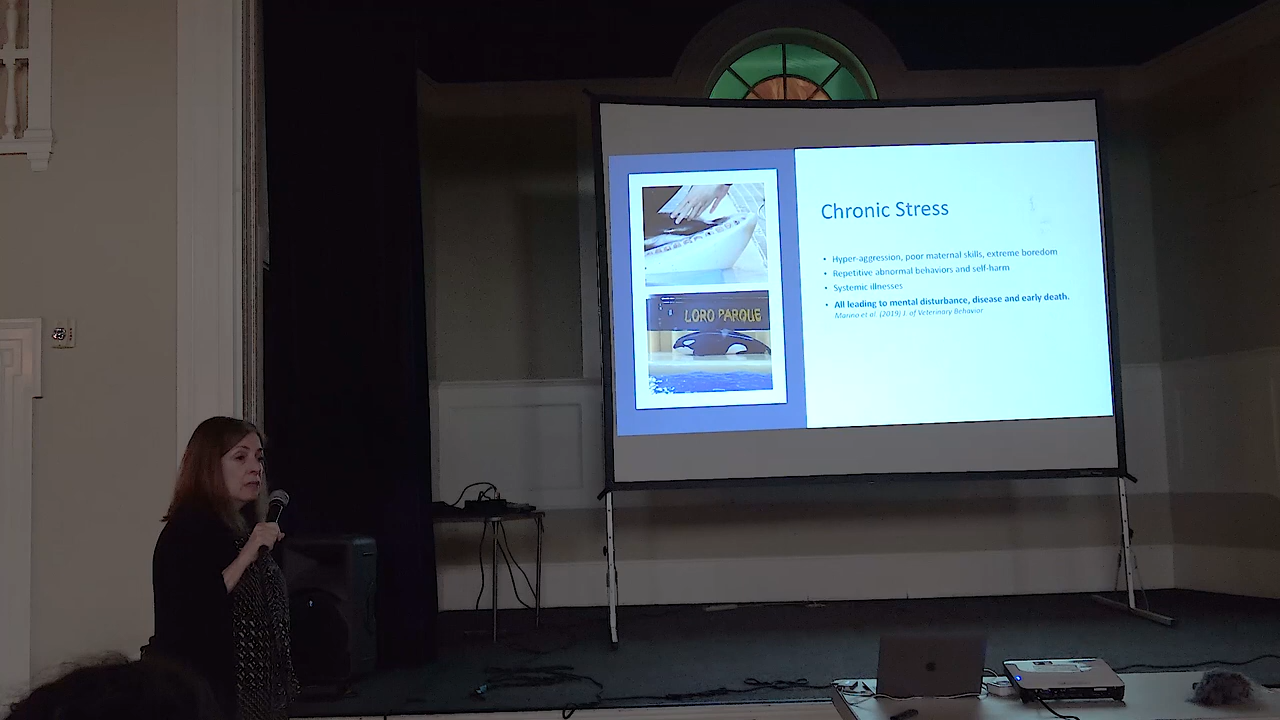 Chronic Stress
• Hyper-aggression, poor maternal skills, extreme boredom
• Repetitive abnormal behaviors and self-harm
• Systemic illnesses
• All leading to mental disturbance, disease and early death.
Marino et al. (2019) J. of Veterinary Behavior
LORO PARQUE